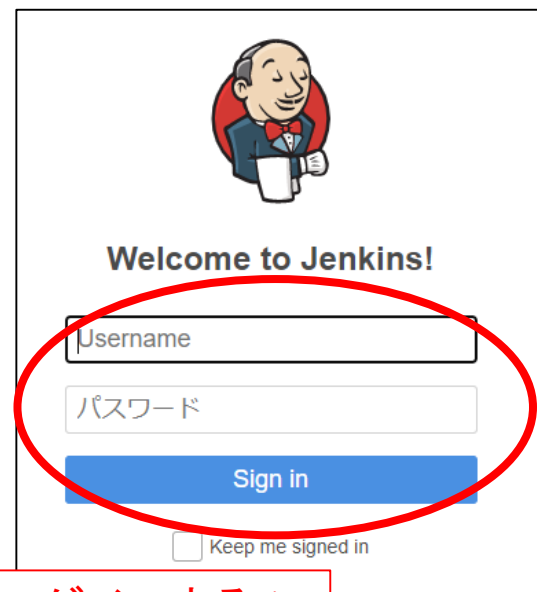 Welcome to Jenkins!
Username
パスワード
Sign in
Keep me signed in